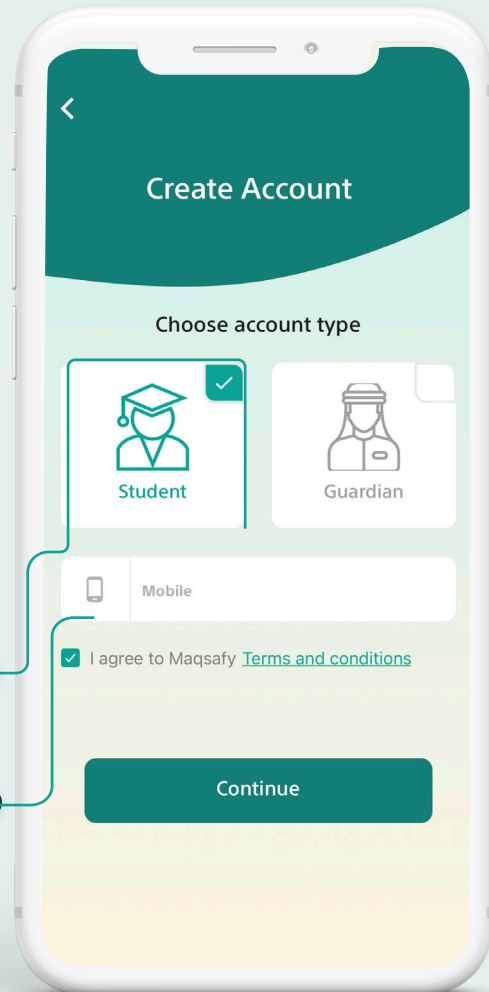 Create Account
Choose account type
Student
Guardian
Mobile
I agree to Maqsafy Terms and conditions
Continue